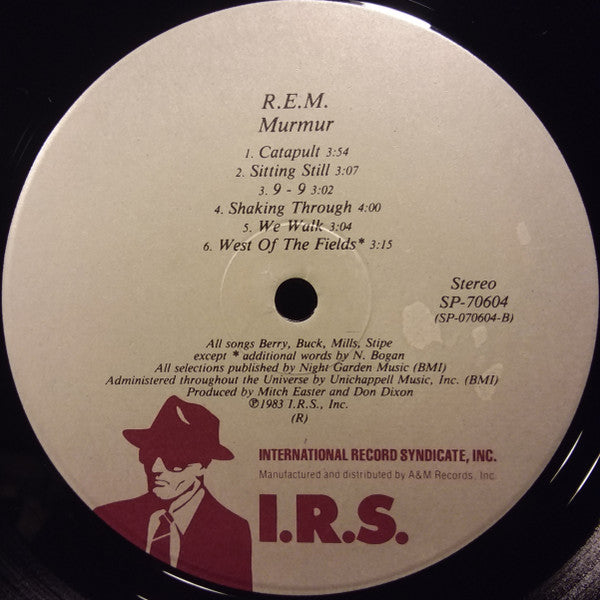 R.E.M.
Murmur
1. Catapult 3:54
2. Sitting Still 3:07
3. 9 - 9 3:02
4. Shaking Through 4:00
5. We Walk 3:04
6. West Of The Fields* 3:15
Stereo
SP-70604
(SP-070604-B)
All songs Berry, Buck, Mills, Stipe
except * additional words by N. Bogan
All selections published by Night Garden Music (BMI)
Administered throughout the Universe by Unichappell Music, Inc. (BMI)
Produced by Mitch Easter and Don Dixon
℗1983 I.R.S., Inc.
(R)
INTERNATIONAL RECORD SYNDICATE, INC.
Manufactured and distributed by A&M Records, Inc.
I.R.S.